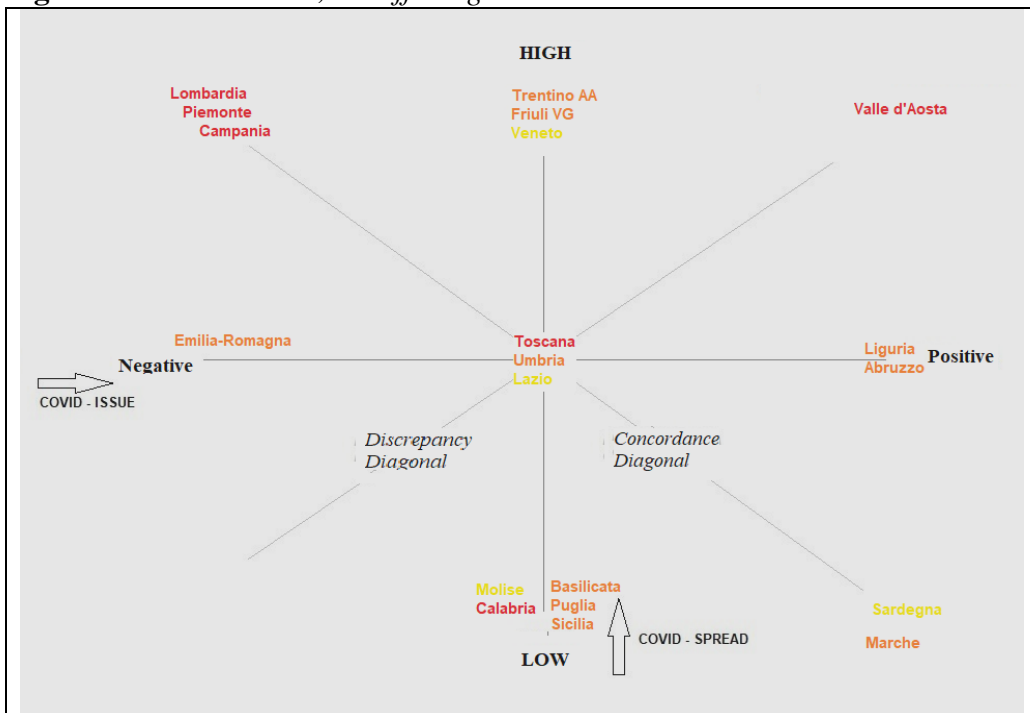 HIGH
Lombardia
Piemonte
Campania
Trentino AA
Friuli VG
Veneto
Valle d'Aosta
Emilia-Romagna
Negative
COVID - ISSUE
Toscana
Umbria
Lazio
Liguria
Abruzzo
Positive
Discrepancy
Diagonal
Concordance
Diagonal
Molise
Calabria
Basilicata
Puglia
Sicilia
COVID - SPREAD
LOW
Sardegna
Marche